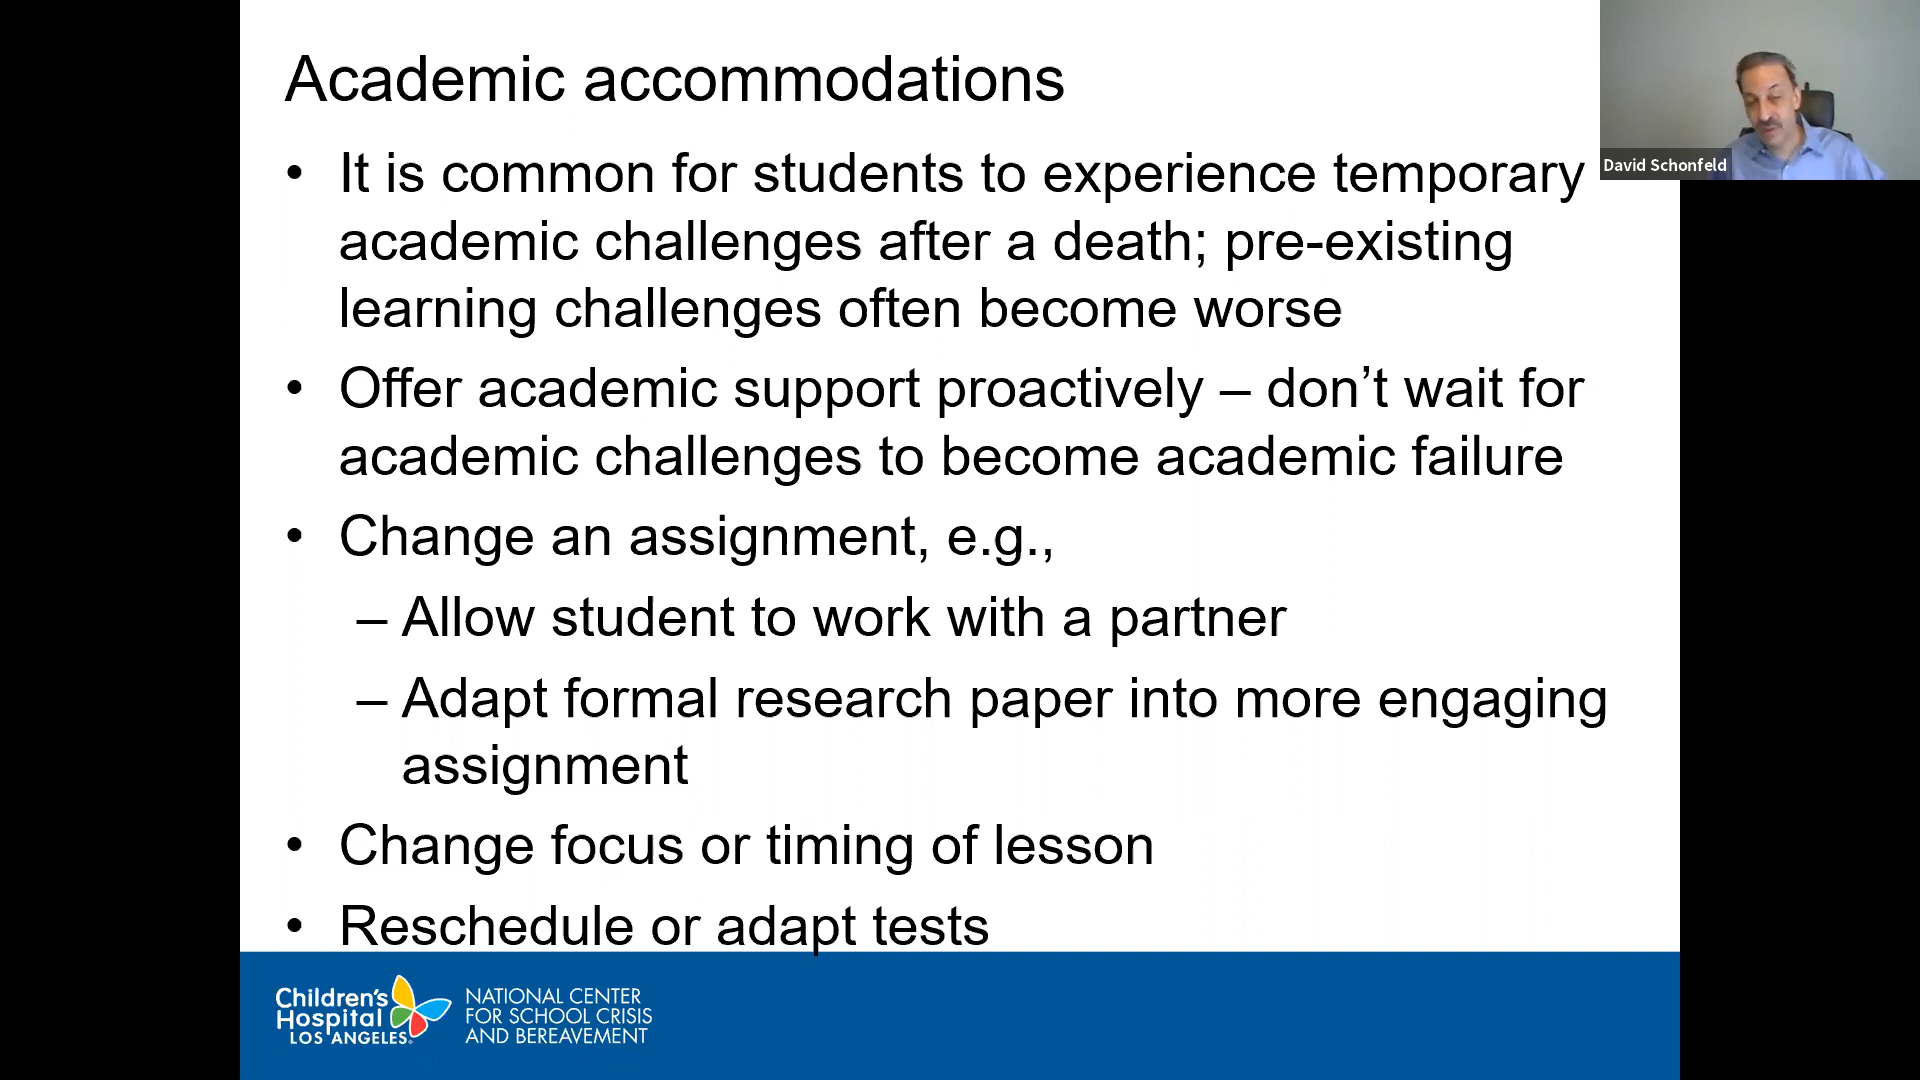 Academic accommodations
• It is common for students to experience temporary
academic challenges after a death; pre-existing
learning challenges often become worse
• Offer academic support proactively – don’t wait for
academic challenges to become academic failure
• Change an assignment, e.g.,
– Allow student to work with a partner
– Adapt formal research paper into more engaging
assignment
• Change focus or timing of lesson
• Reschedule or adapt tests
David Schonfeld
Children's
Hospital
LOS ANGELES
NATIONAL CENTER
FOR SCHOOL CRISIS
AND BEREAVEMENT